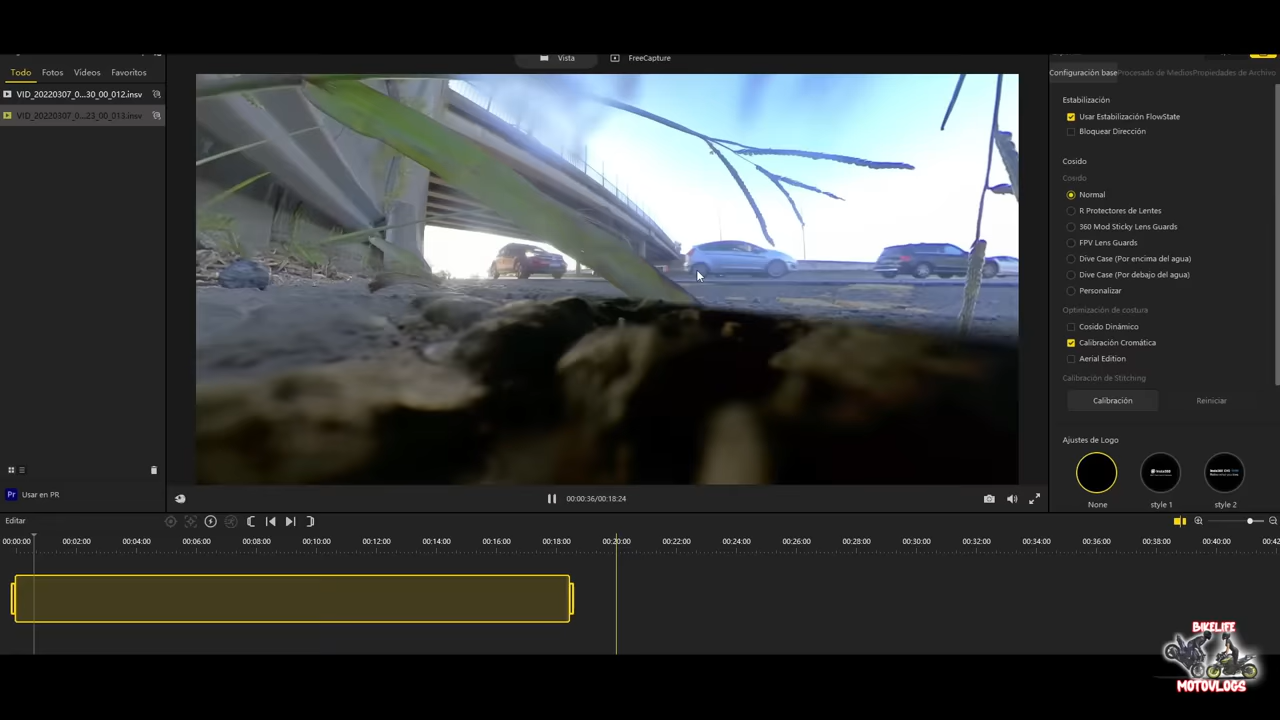 Vista
FreeCapture
Todo
Fotos
Vídeos
Favoritos
VID_20220307_0...30_00_012.insv
VID_20220307_0...23_00_013.insv
Usar en PR
Pr
Configuración base
Procesado de Medios
Propiedades de Archivo
Estabilización
Usar Estabilización FlowState
Bloquear Dirección
Cosido
Cosido
Normal
R Protectores de Lentes
360 Mod Sticky Lens Guards
FPV Lens Guards
Dive Case (Por encima del agua)
Dive Case (Por debajo del agua)
Personalizar
Optimización de costura
Cosido Dinámico
Calibración Cromática
Aerial Edition
Calibración de Stitching
Calibración
Reiniciar
Ajustes de Logo
None
style 1
style 2
00:00:36/00:18:24
Editar
00:00:00
00:02:00
00:04:00
00:06:00
00:08:00
00:10:00
00:12:00
00:14:00
00:16:00
00:18:00
00:20:00
00:22:00
00:24:00
00:26:00
00:28:00
00:30:00
00:32:00
00:34:00
00:36:00
00:38:00
00:40:00
00:42
BIKELIFE
MOTOVLOGS